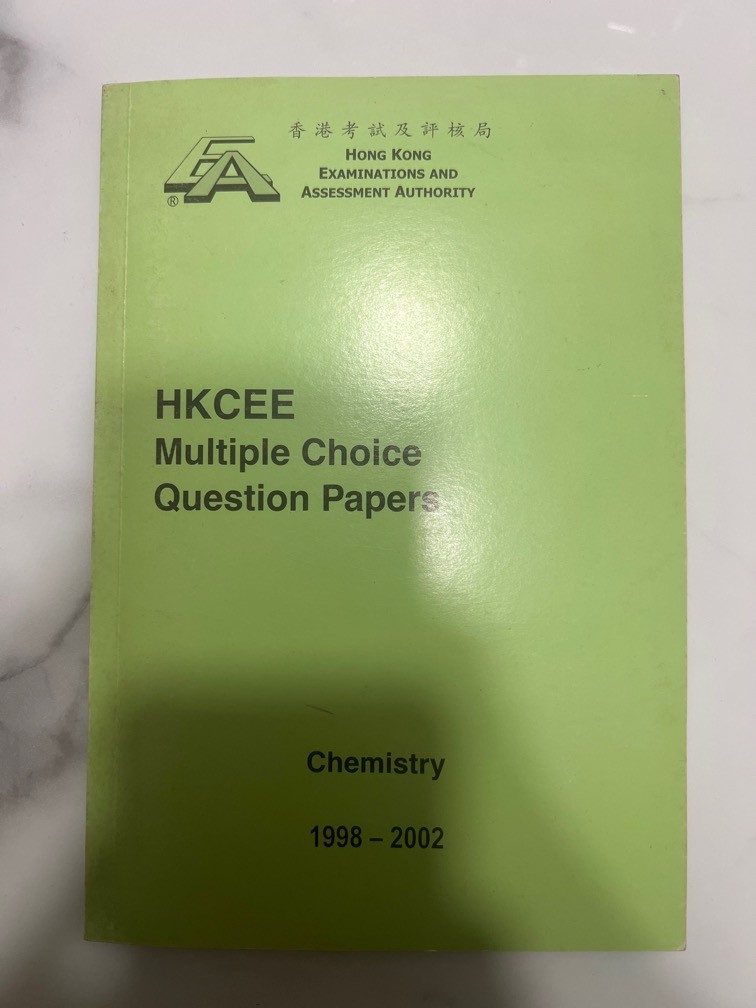 香港考試及評核局
HONG KONG
EXAMINATIONS AND
ASSESSMENT AUTHORITY
EA
®
HKCEE
Multiple Choice
Question Papers
Chemistry
1998 – 2002